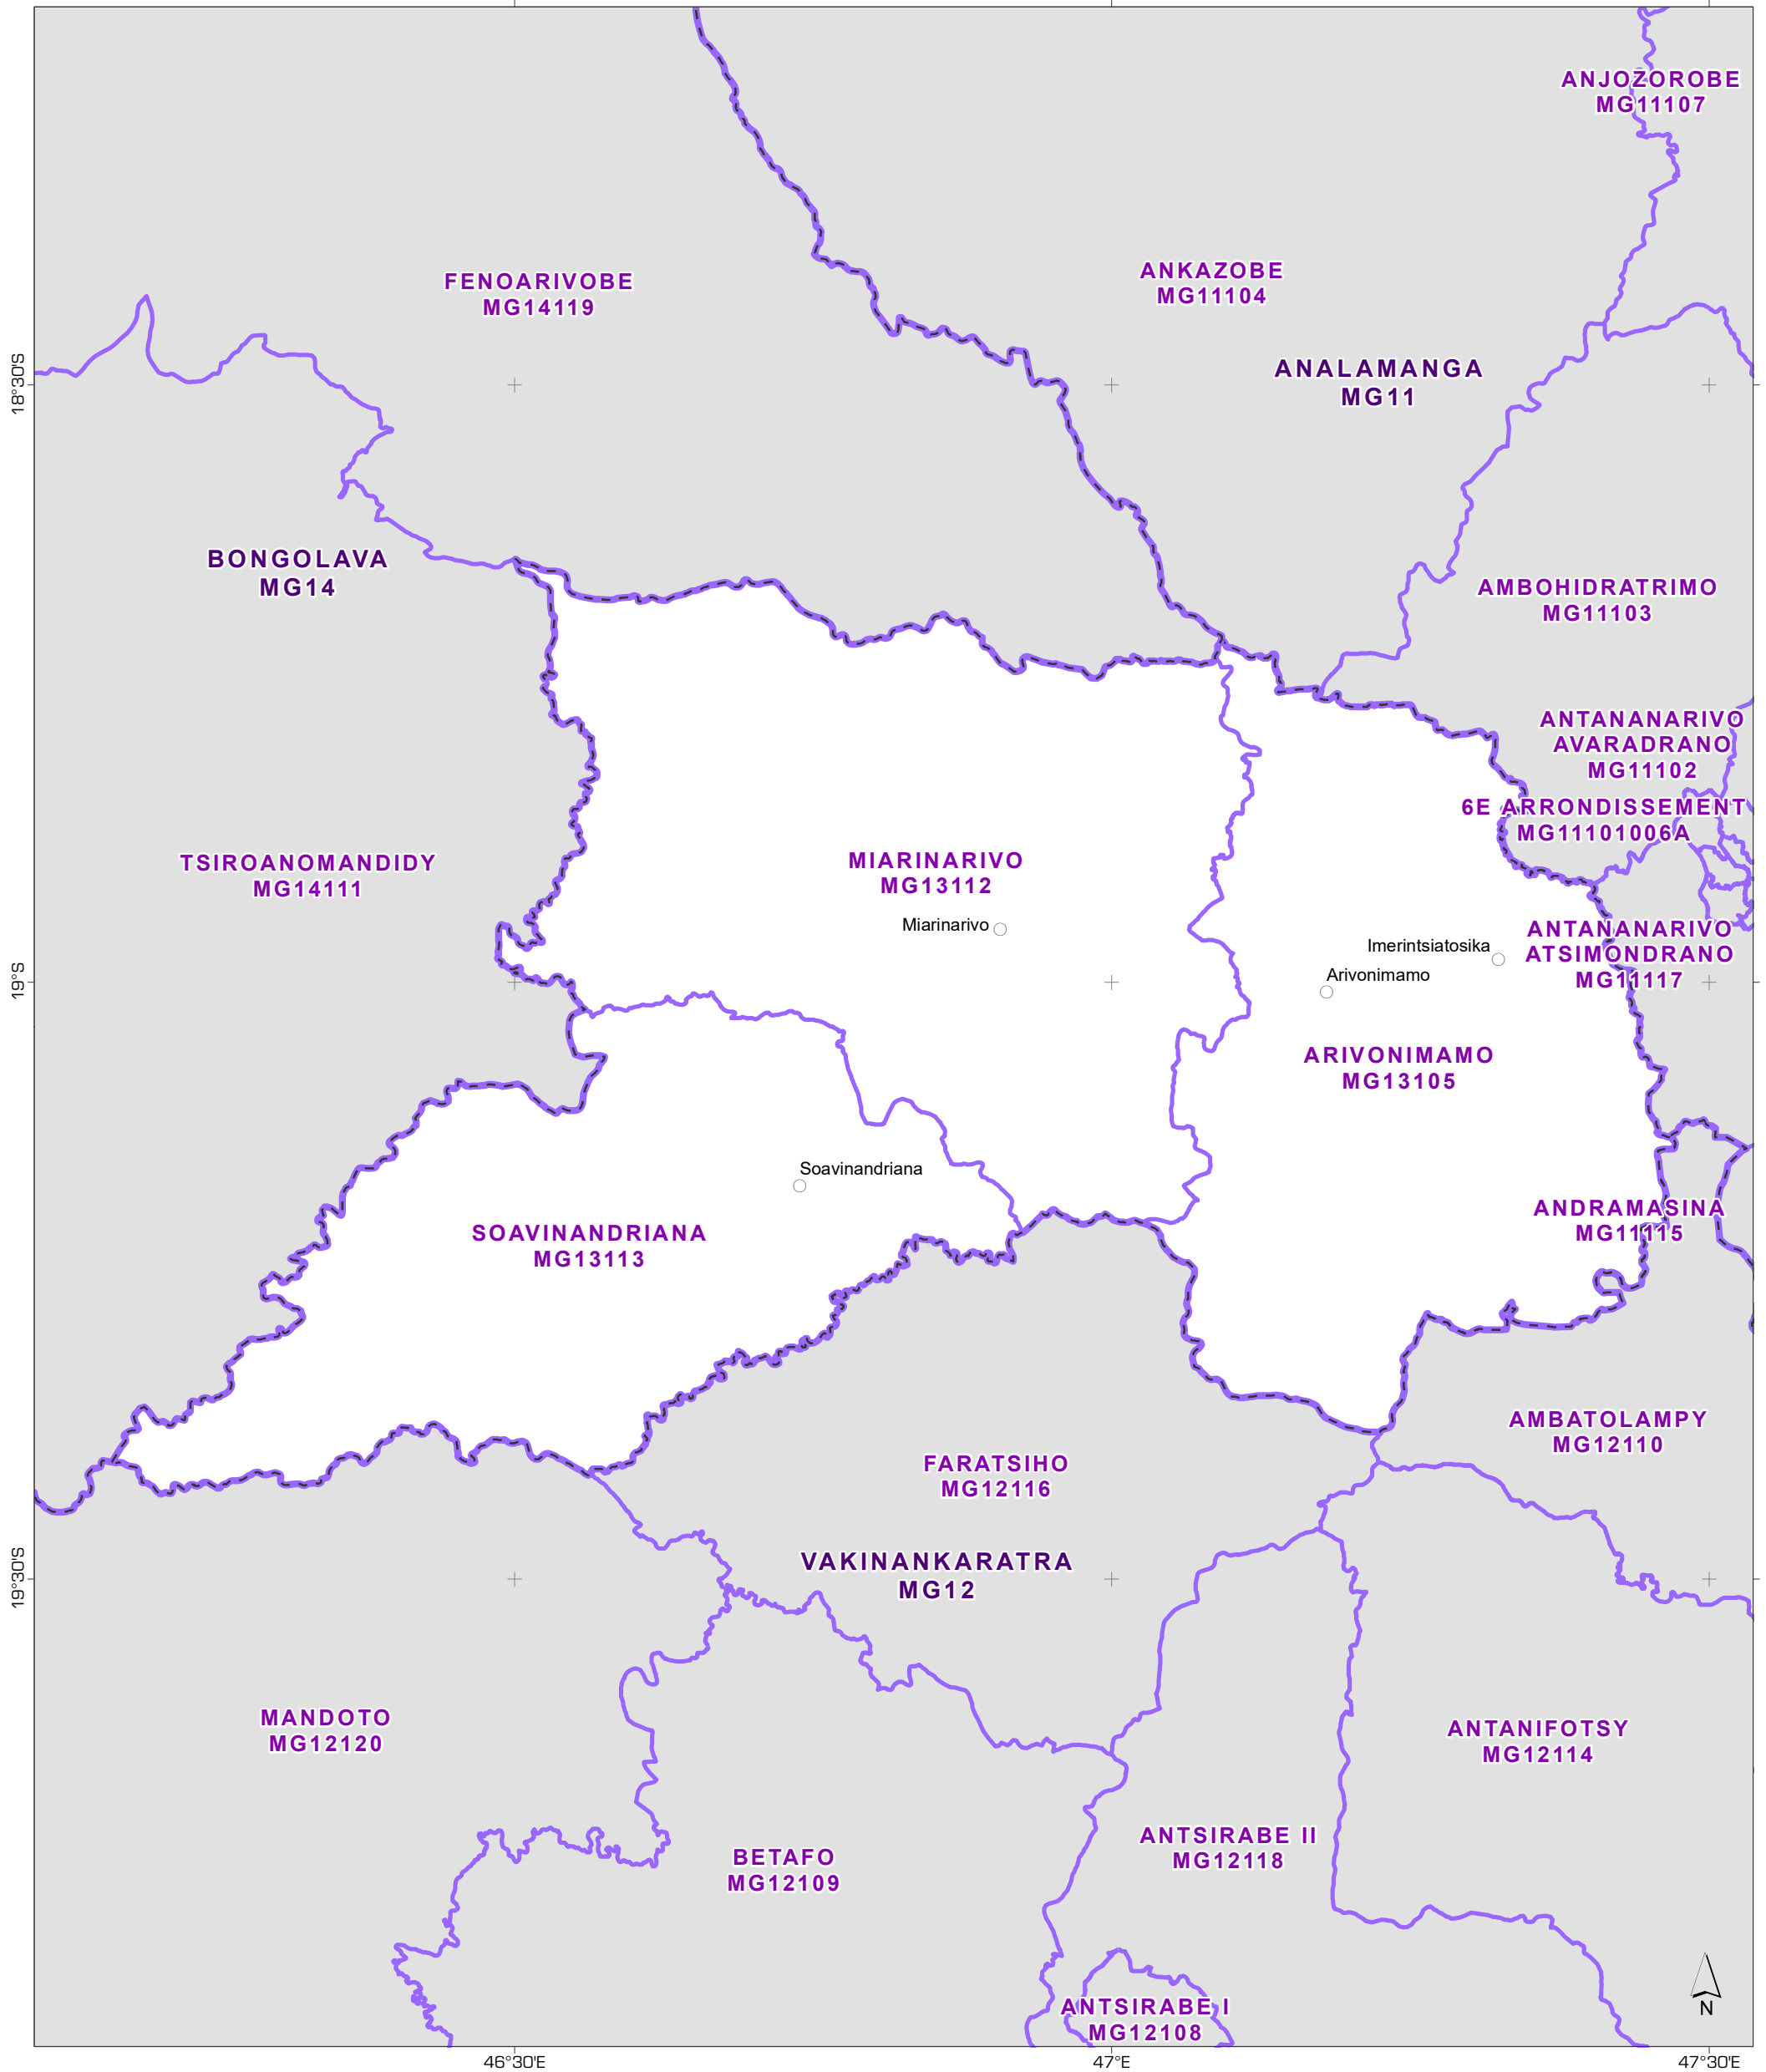 ANJOZOROBE
MG11107
FENOARIVOBE
MG14119
ANKAZOBE
MG11104
ANALAMANGA
MG11
18°30'S
BONGOLAVA
MG14
AMBOHIDRATRIMO
MG11103
ANTANANARIVO
AVARADRANO
MG11102
6E ARRONDISSEMENT
MG11101006A
TSIROANOMANDIDY
MG14111
MIARINARIVO
MG13112
Miarinarivo
Imerintsiatosika
Arivonimamo
ANTANANARIVO
ATSIMONDRANO
MG11117
19°S
ARIVONIMAMO
MG13105
Soavinandriana
SOAVINANDRIANA
MG13113
ANDRAMASINA
MG11115
AMBATOLAMPY
MG12110
FARATSIHO
MG12116
VAKINANKARATRA
MG12
19°30'S
MANDOTO
MG12120
ANTANIFOTSY
MG12114
BETAFO
MG12109
ANTSIRABE II
MG12118
ANTSIRABE I
MG12108
N
46°30'E
47°E
47°30'E